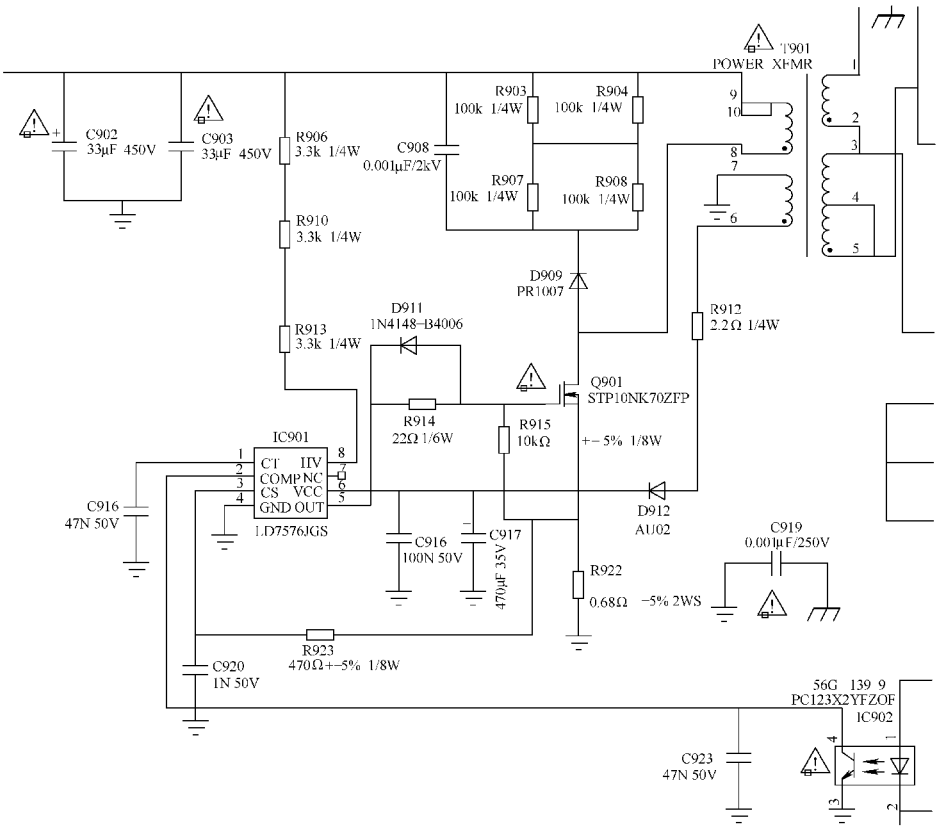 T901
POWER XFMR
1
2
3
4
5
9
10
8
7
6
C902
33μF 450V
+
C903
33μF 450V
R906
3.3k 1/4W
C908
0.001μF/2kV
R903
100k 1/4W
R904
100k 1/4W
R907
100k 1/4W
R908
100k 1/4W
R910
3.3k 1/4W
R913
3.3k 1/4W
D909
PR1007
D911
1N4148-B4006
R912
2.2Ω 1/4W
Q901
STP10NK70ZFP
R914
22Ω 1/6W
R915
10kΩ
+-5% 1/8W
IC901
1 CT HV 8
2 COMP NC 7
3 CS VCC 6
4 GND OUT 5
LD7576JGS
C916
47N 50V
C916
100N 50V
C917
470μF 35V
−
D912
AU02
C919
0.001μF/250V
R922
0.68Ω -5% 2WS
R923
470Ω+-5% 1/8W
C920
1N 50V
56G 139 9
PC123X2YFZOF
IC902
4
1
3
2
C923
47N 50V
!
!
!
!
!
!